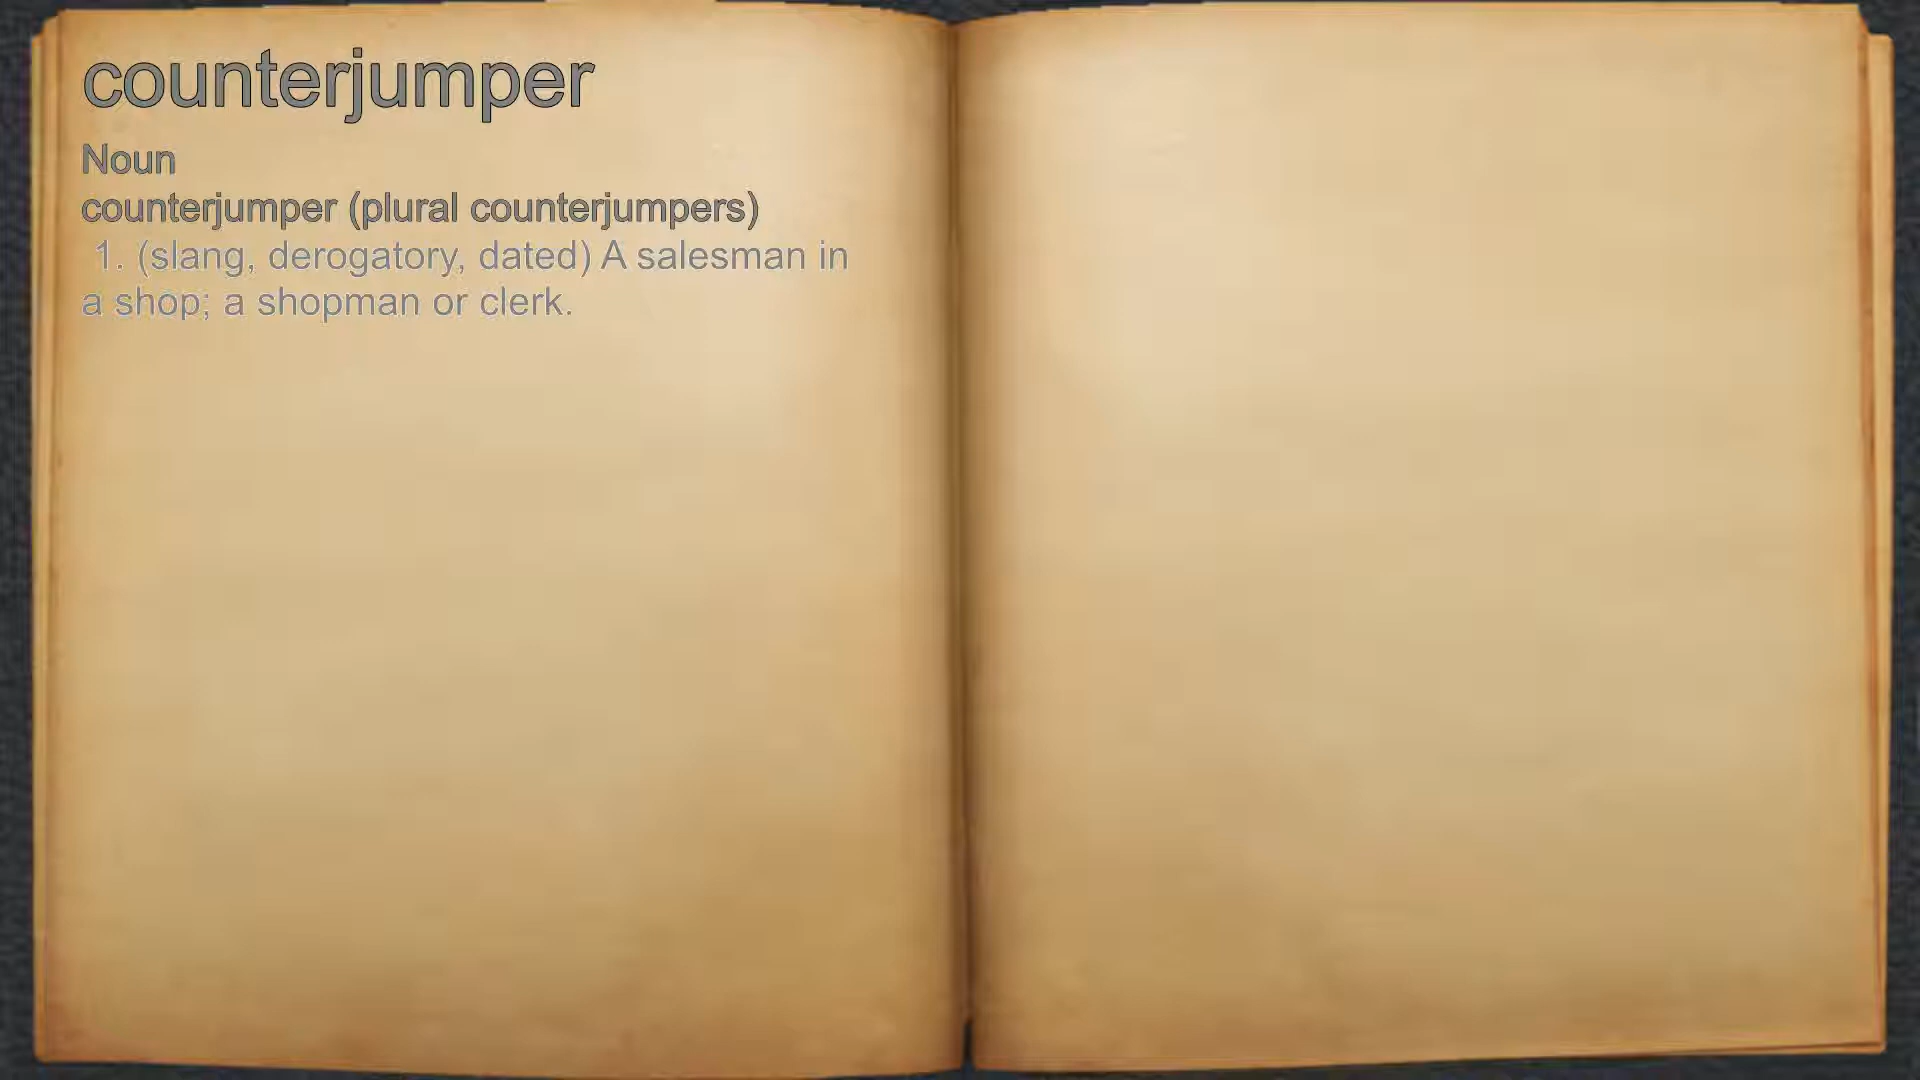 counterjumper
Noun
counterjumper (plural counterjumpers)
1. (slang, derogatory, dated) A salesman in
a shop; a shopman or clerk.